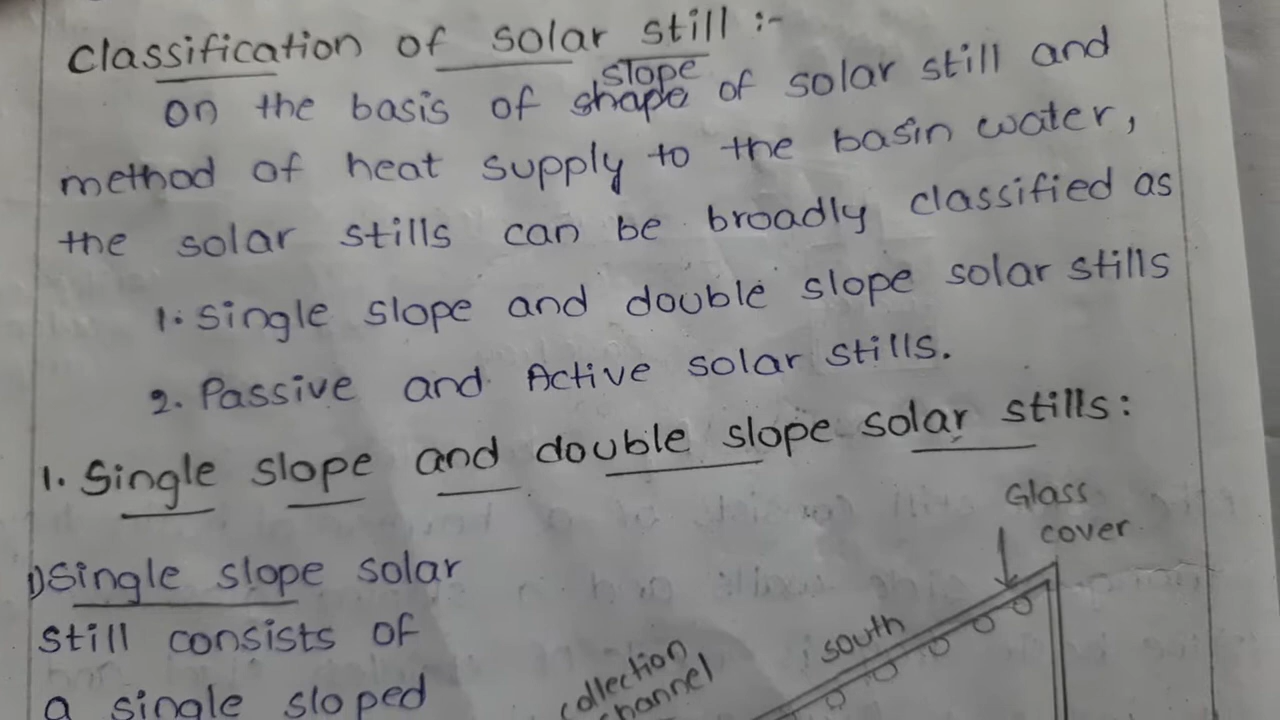 Classification of solar still :-
slope
on the basis of shape of solar still and
method of heat supply to the basin water,
the solar stills can be broadly classified as
1. Single slope and double slope solar stills
2. Passive and Active solar stills.
1. Single slope and double slope solar stills:
Glass
cover
1) Single slope solar
still consists of
a single sloped
south
collection
channel